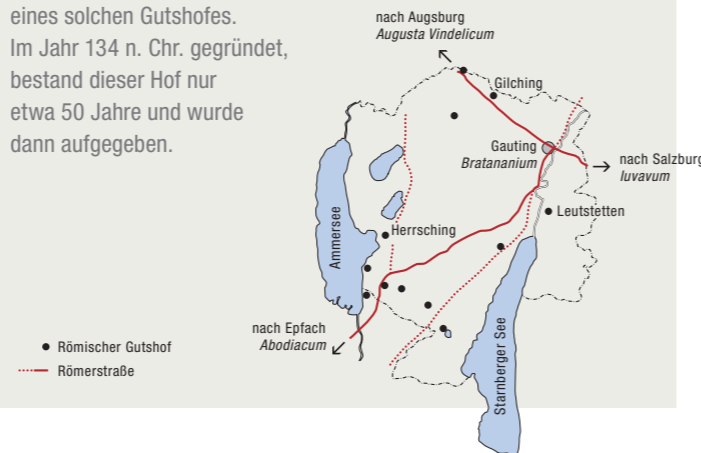 eines solchen Gutshofes.
Im Jahr 134 n. Chr. gegründet,
bestand dieser Hof nur
etwa 50 Jahre und wurde
dann aufgegeben.
nach Augsburg
Augusta Vindelicum
Gilching
Gauting
Bratananium
nach Salzburg
Iuvavum
Leutstetten
Herrsching
Ammersee
nach Epfach
Abodiacum
Starnberger See
Römischer Gutshof
Römerstraße